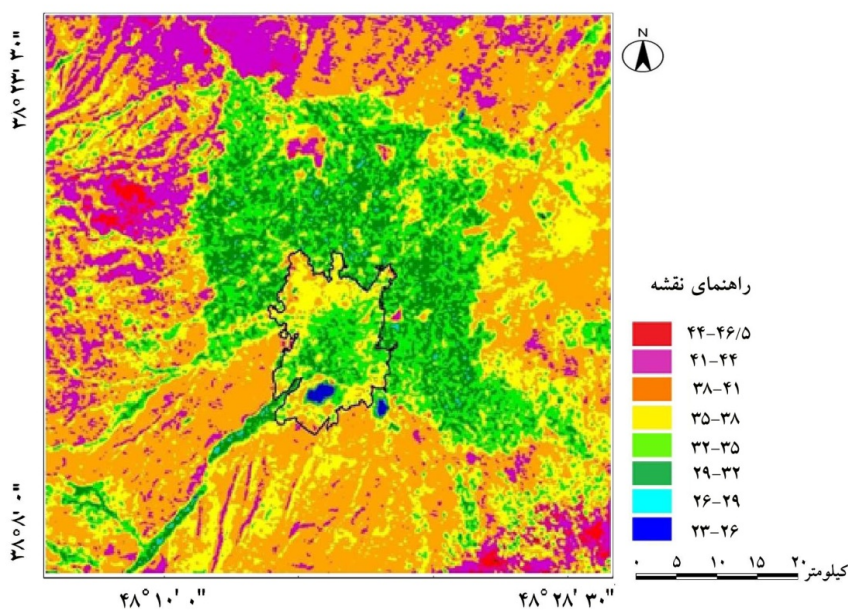 N
۳۸° ۲۳' ۳۰"
۳۸° ۸' ۰"
۴۸° ۱۰' ۰"
۴۸° ۲۸' ۳۰"
راهنمای نقشه
۴۴-۴۶/۵
۴۱-۴۴
۳۸-۴۱
۳۵-۳۸
۳۲-۳۵
۲۹-۳۲
۲۶-۲۹
۲۳-۲۶
۰ ۵ ۱۰ ۱۵ ۲۰
کیلومتر